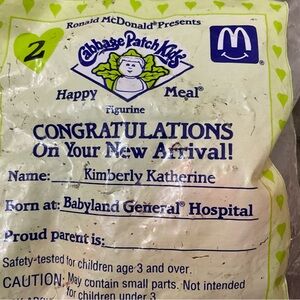 Ronald McDonald® Presents
2
Cabbage Patch Kids
M
Happy Meal®
Figurine
CONGRATULATIONS
On Your New Arrival!
Name: Kimberly Katherine
Born at: Babyland General® Hospital
Proud parent is:
Safety-tested for children age 3 and over.
CAUTION: May contain small parts. Not intended
for children under 3.